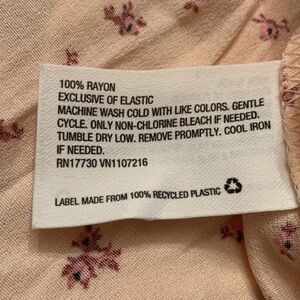 100% RAYON
EXCLUSIVE OF ELASTIC
MACHINE WASH COLD WITH LIKE COLORS. GENTLE
CYCLE. ONLY NON-CHLORINE BLEACH IF NEEDED.
TUMBLE DRY LOW. REMOVE PROMPTLY. COOL IRON
IF NEEDED.
RN17730 VN1107216
LABEL MADE FROM 100% RECYCLED PLASTIC